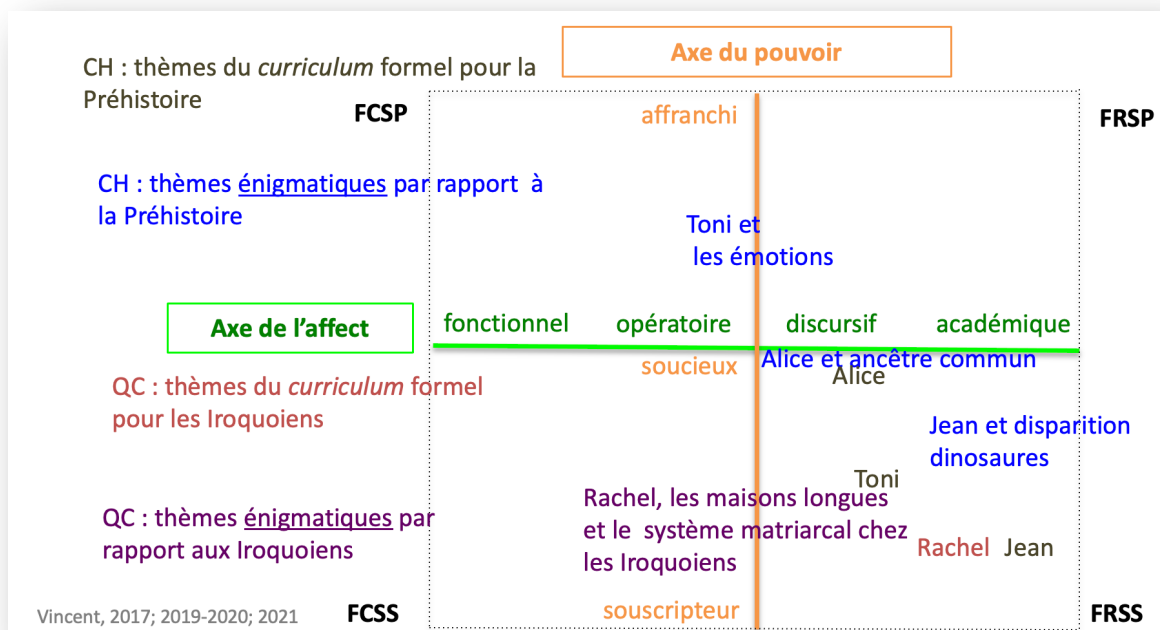 Axe du pouvoir
CH : thèmes du curriculum formel pour la
Préhistoire
FCSP
affranchi
FRSP
CH : thèmes énigmatiques par rapport à
la Préhistoire
Toni et
les émotions
Axe de l’affect
fonctionnel
opératoire
discursif
académique
soucieux
Alice et ancêtre commun
Alice
QC : thèmes du curriculum formel
pour les Iroquoiens
Jean et disparition
dinosaures
Toni
QC : thèmes énigmatiques par
rapport aux Iroquoiens
Rachel, les maisons longues
et le système matriarcal chez
les Iroquoiens
Rachel
Jean
Vincent, 2017; 2019-2020; 2021
FCSS
souscripteur
FRSS